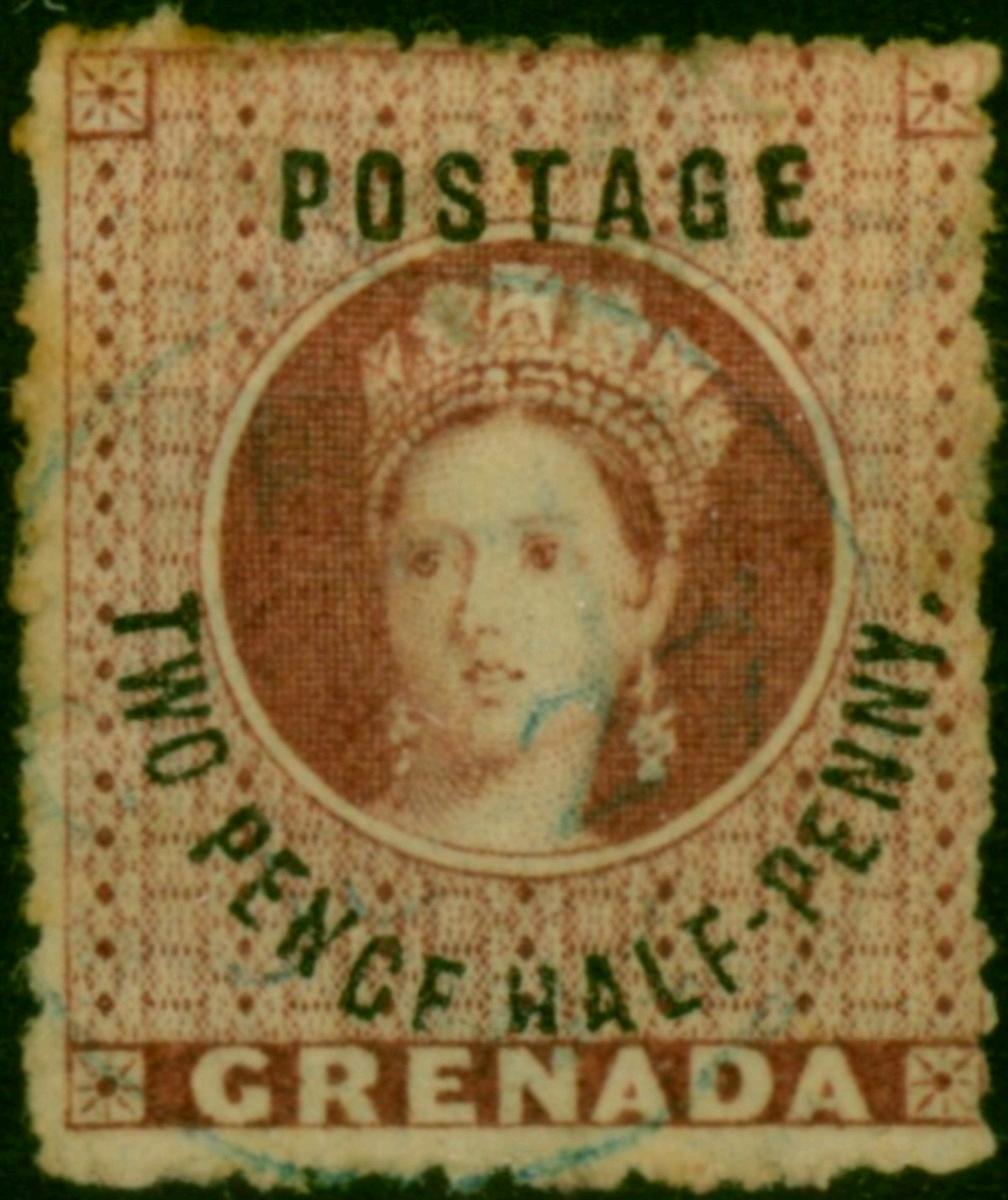 POSTAGE
TWO PENCE HALF-PENNY.
GRENADA